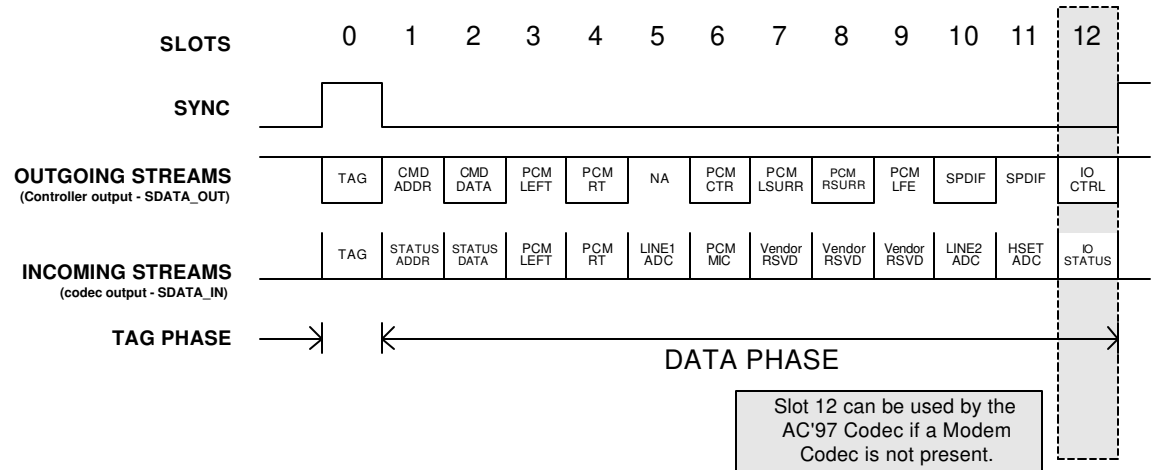 SLOTS 0 1 2 3 4 5 6 7 8 9 10 11 12
SYNC
OUTGOING STREAMS
(Controller output - SDATA_OUT)
TAG
CMD
ADDR
CMD
DATA
PCM
LEFT
PCM
RT
NA
PCM
CTR
PCM
LSURR
PCM
RSURR
PCM
LFE
SPDIF
SPDIF
IO
CTRL
INCOMING STREAMS
(codec output - SDATA_IN)
TAG
STATUS
ADDR
STATUS
DATA
PCM
LEFT
PCM
RT
LINE1
ADC
PCM
MIC
Vendor
RSVD
Vendor
RSVD
Vendor
RSVD
LINE2
ADC
HSET
ADC
IO
STATUS
TAG PHASE
DATA PHASE
Slot 12 can be used by the
AC'97 Codec if a Modem
Codec is not present.